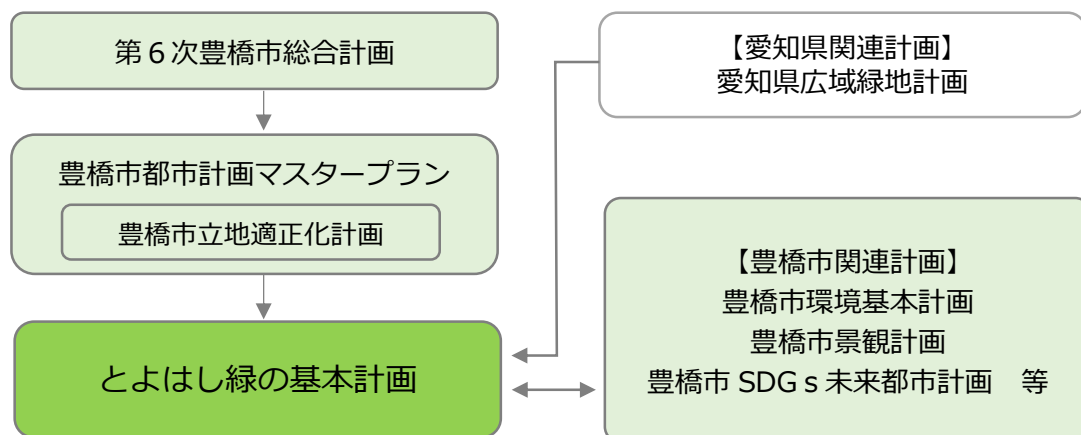 第６次豊橋市総合計画
【愛知県関連計画】
愛知県広域緑地計画
豊橋市都市計画マスタープラン
豊橋市立地適正化計画
【豊橋市関連計画】
豊橋市環境基本計画
豊橋市景観計画
豊橋市 SDGｓ未来都市計画　等
とよはし緑の基本計画